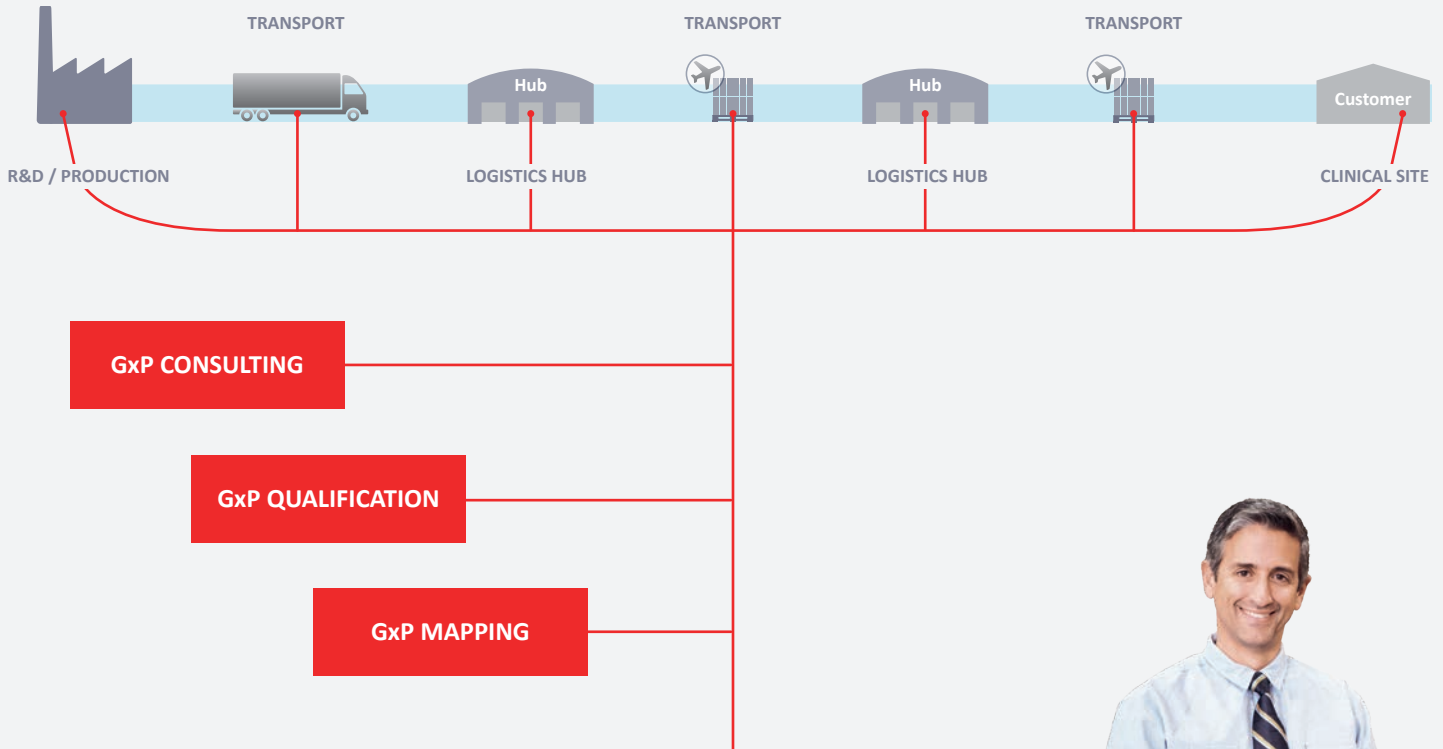 TRANSPORT
TRANSPORT
TRANSPORT
Hub
Hub
Customer
R&D / PRODUCTION
LOGISTICS HUB
LOGISTICS HUB
CLINICAL SITE
GxP CONSULTING
GxP QUALIFICATION
GxP MAPPING